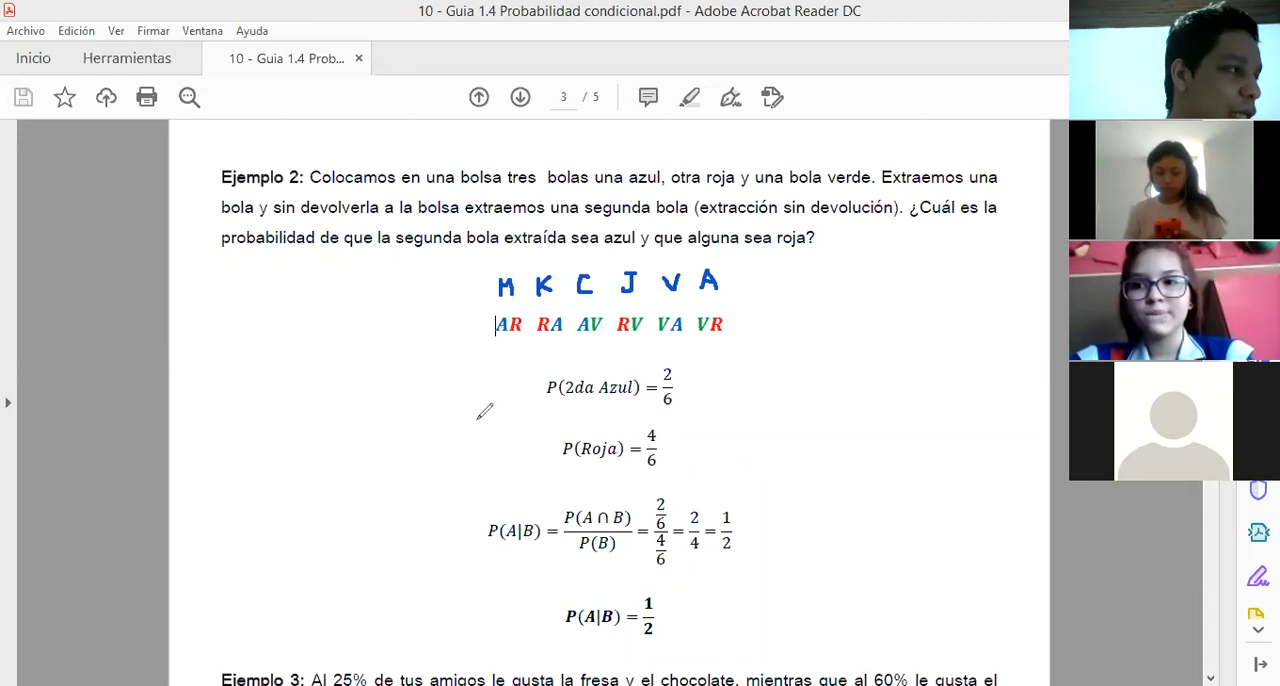 10 - Guia 1.4 Probabilidad condicional.pdf - Adobe Acrobat Reader DC
Archivo Edición Ver Firmar Ventana Ayuda
Inicio Herramientas 10 - Guia 1.4 Prob... ×
3 / 5
Ejemplo 2: Colocamos en una bolsa tres bolas una azul, otra roja y una bola verde. Extraemos una
bola y sin devolverla a la bolsa extraemos una segunda bola (extracción sin devolución). ¿Cuál es la
probabilidad de que la segunda bola extraída sea azul y que alguna sea roja?
M K C J V A
AR RA AV RV VA VR
P(2da Azul) = 2/6
P(Roja) = 4/6
P(A|B) = P(A ∩ B)/P(B) = (2/6)/(4/6) = 2/4 = 1/2
P(A|B) = 1/2
Ejemplo 3: Al 25% de tus amigos le gusta la fresa y el chocolate, mientras que al 60% le gusta el